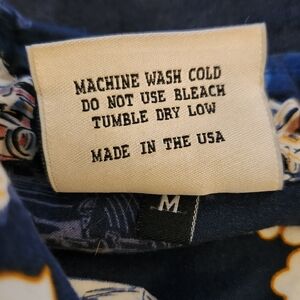 MACHINE WASH COLD
DO NOT USE BLEACH
TUMBLE DRY LOW
MADE IN THE USA
M